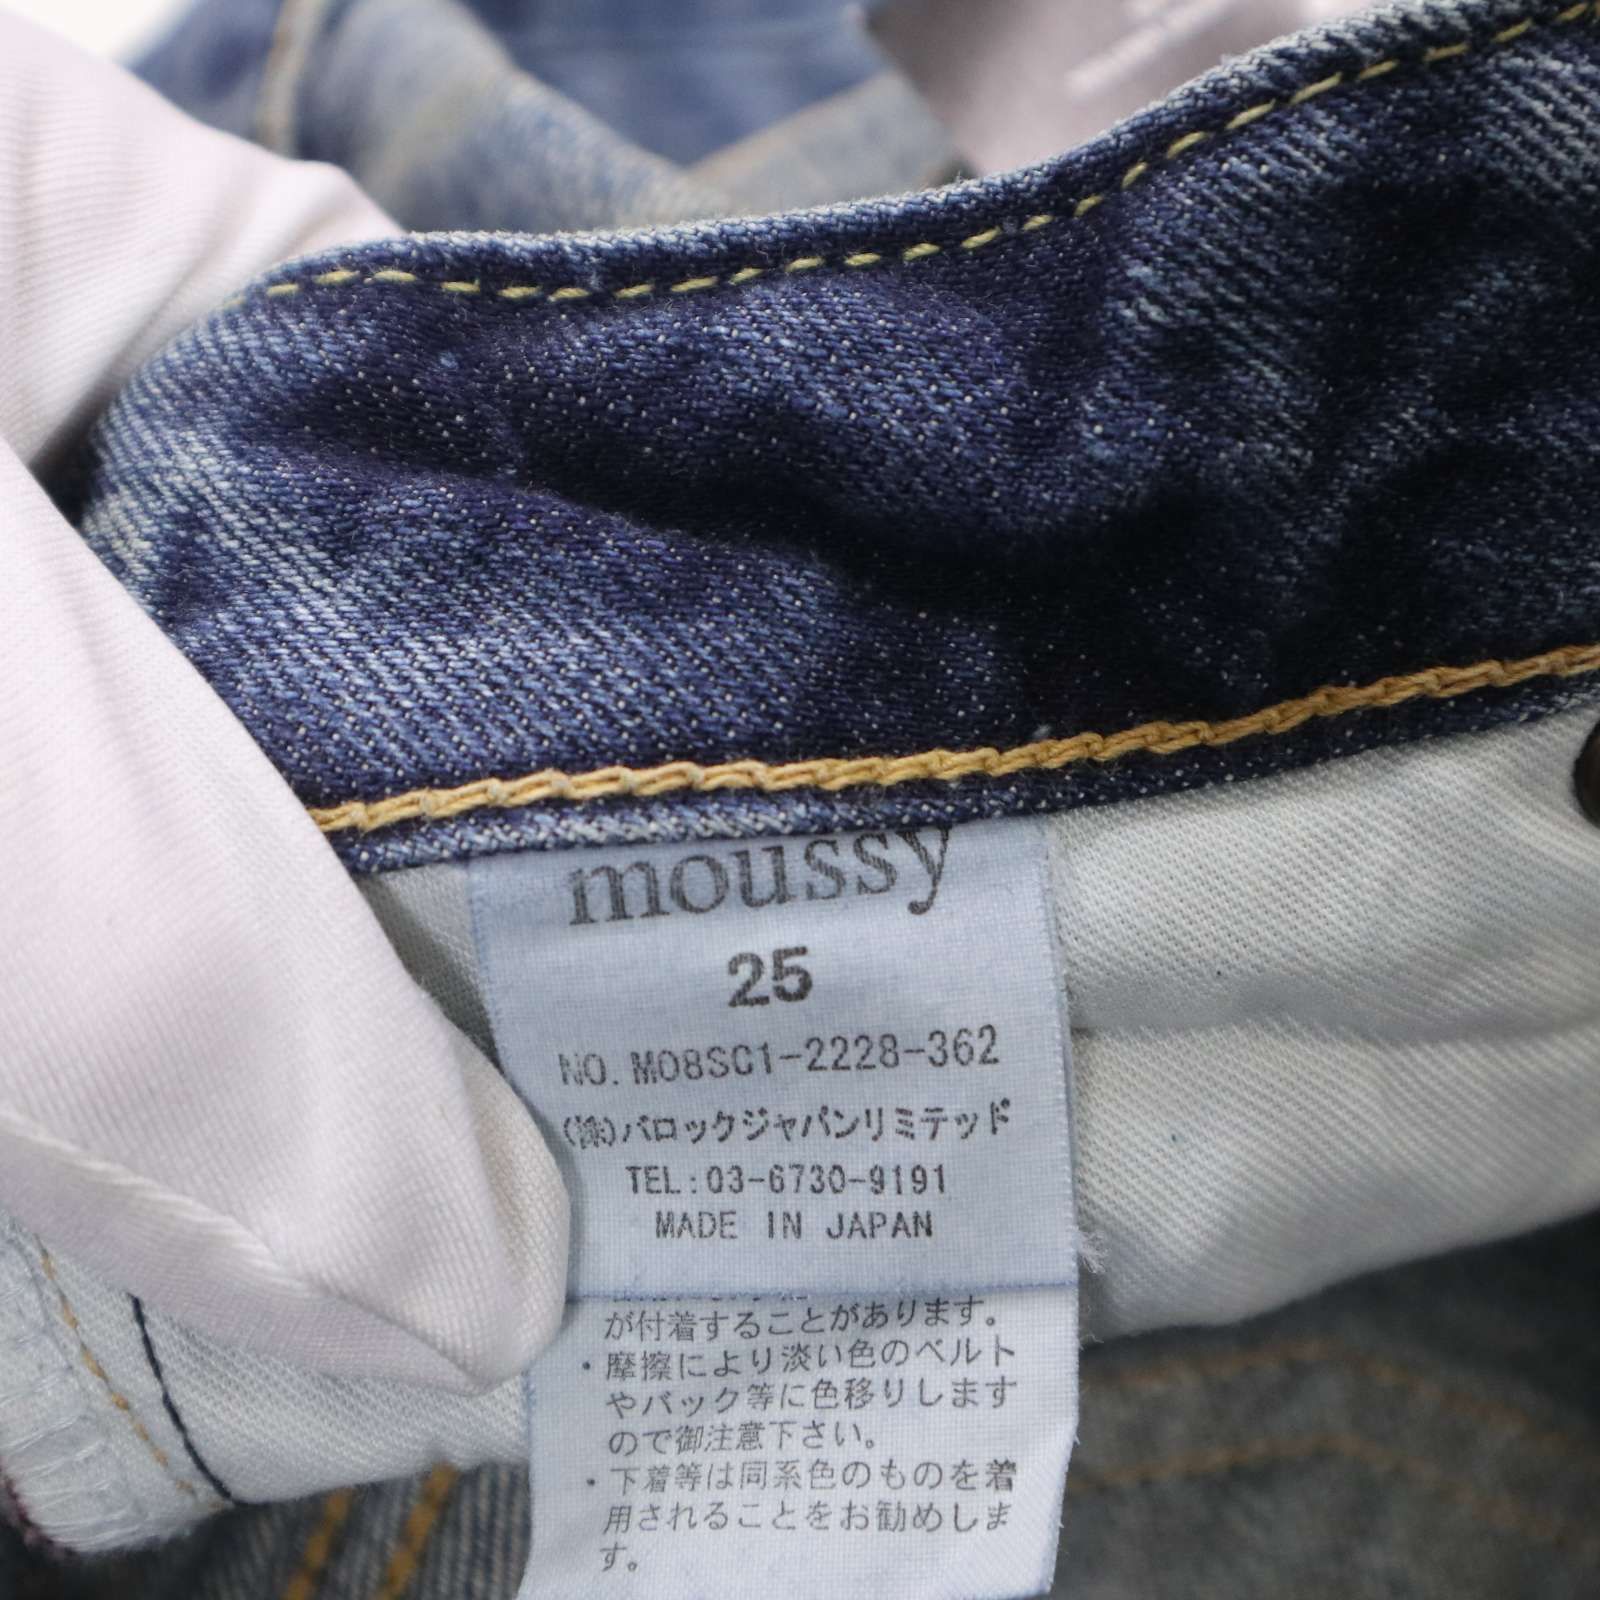 moussy
25
NO. M08SC1-2228-362
(株)バロックジャパンリミテッド
TEL:03-6730-9191
MADE IN JAPAN
が付着することがあります。
・摩擦により淡い色のベルト
やバック等に色移りします
ので御注意下さい。
・下着等は同系色のものを着
用されることをお勧めしま
す。